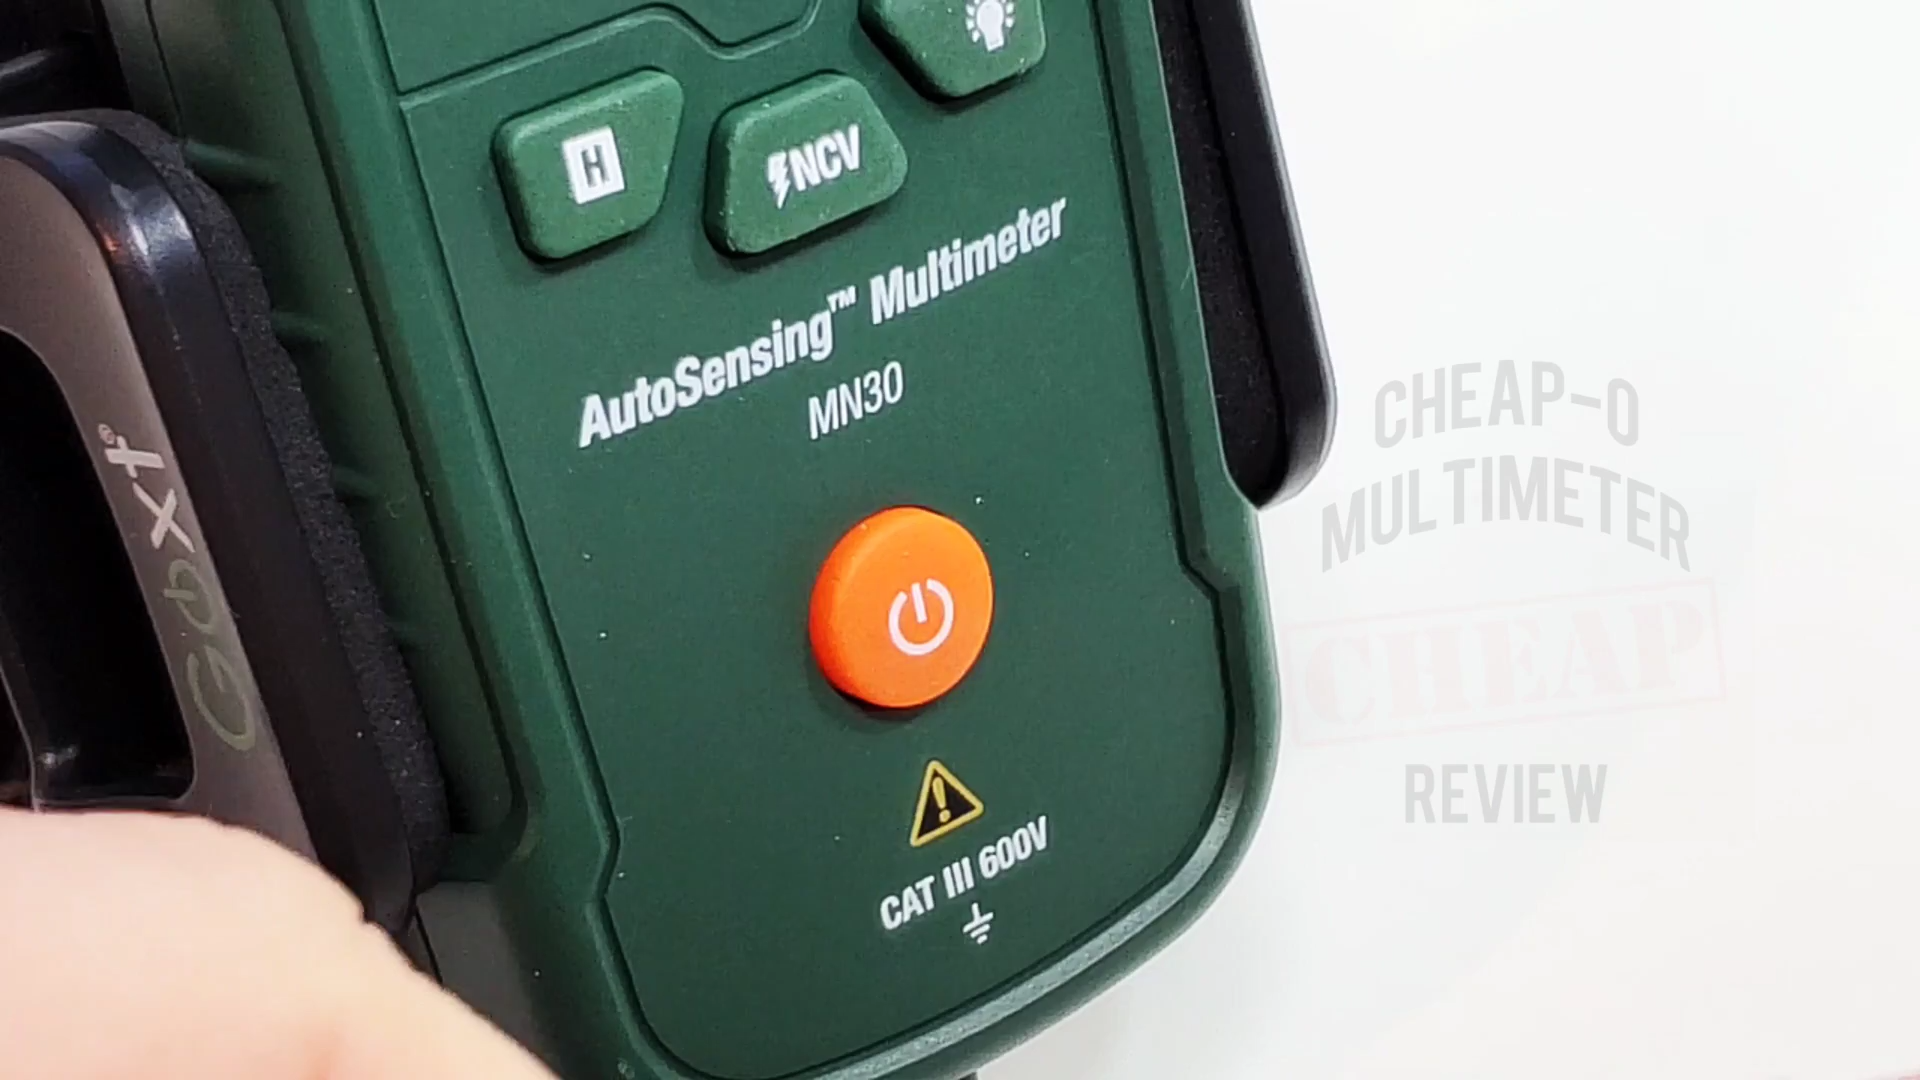 H
NCV
AutoSensing™ Multimeter
MN30
CAT III 600V
Goxt®
CHEAP-O
MULTIMETER
CHEAP
REVIEW